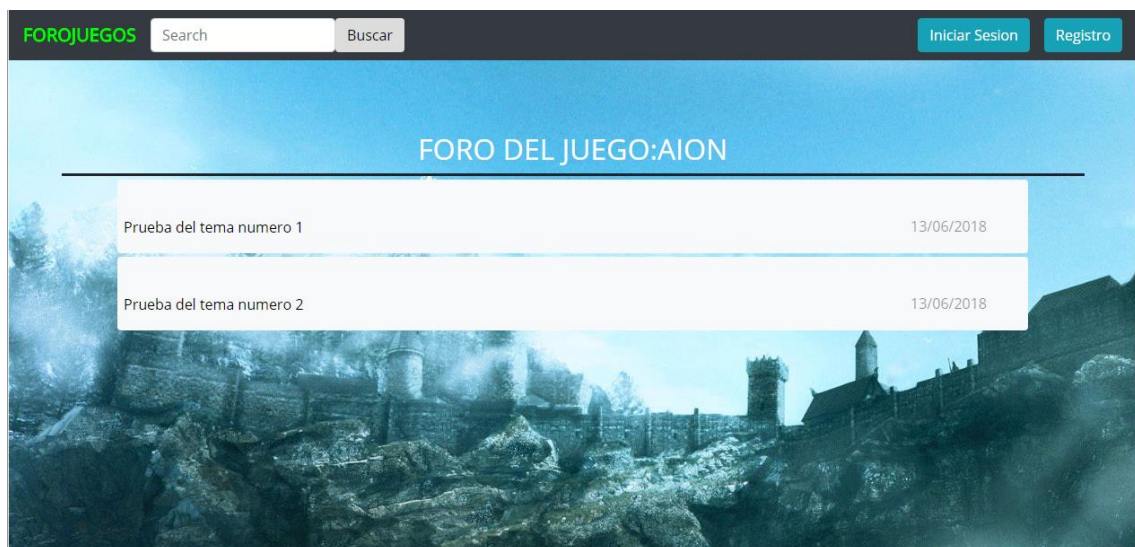 FOROJUEGOS Search Buscar Iniciar Sesion Registro
FORO DEL JUEGO:AION
Prueba del tema numero 1 13/06/2018
Prueba del tema numero 2 13/06/2018